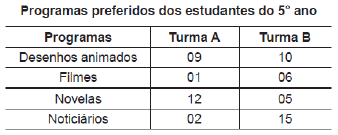 Programas preferidos dos estudantes do 5° ano
Programas Turma A Turma B
Desenhos animados 09 10
Filmes 01 06
Novelas 12 05
Noticiários 02 15